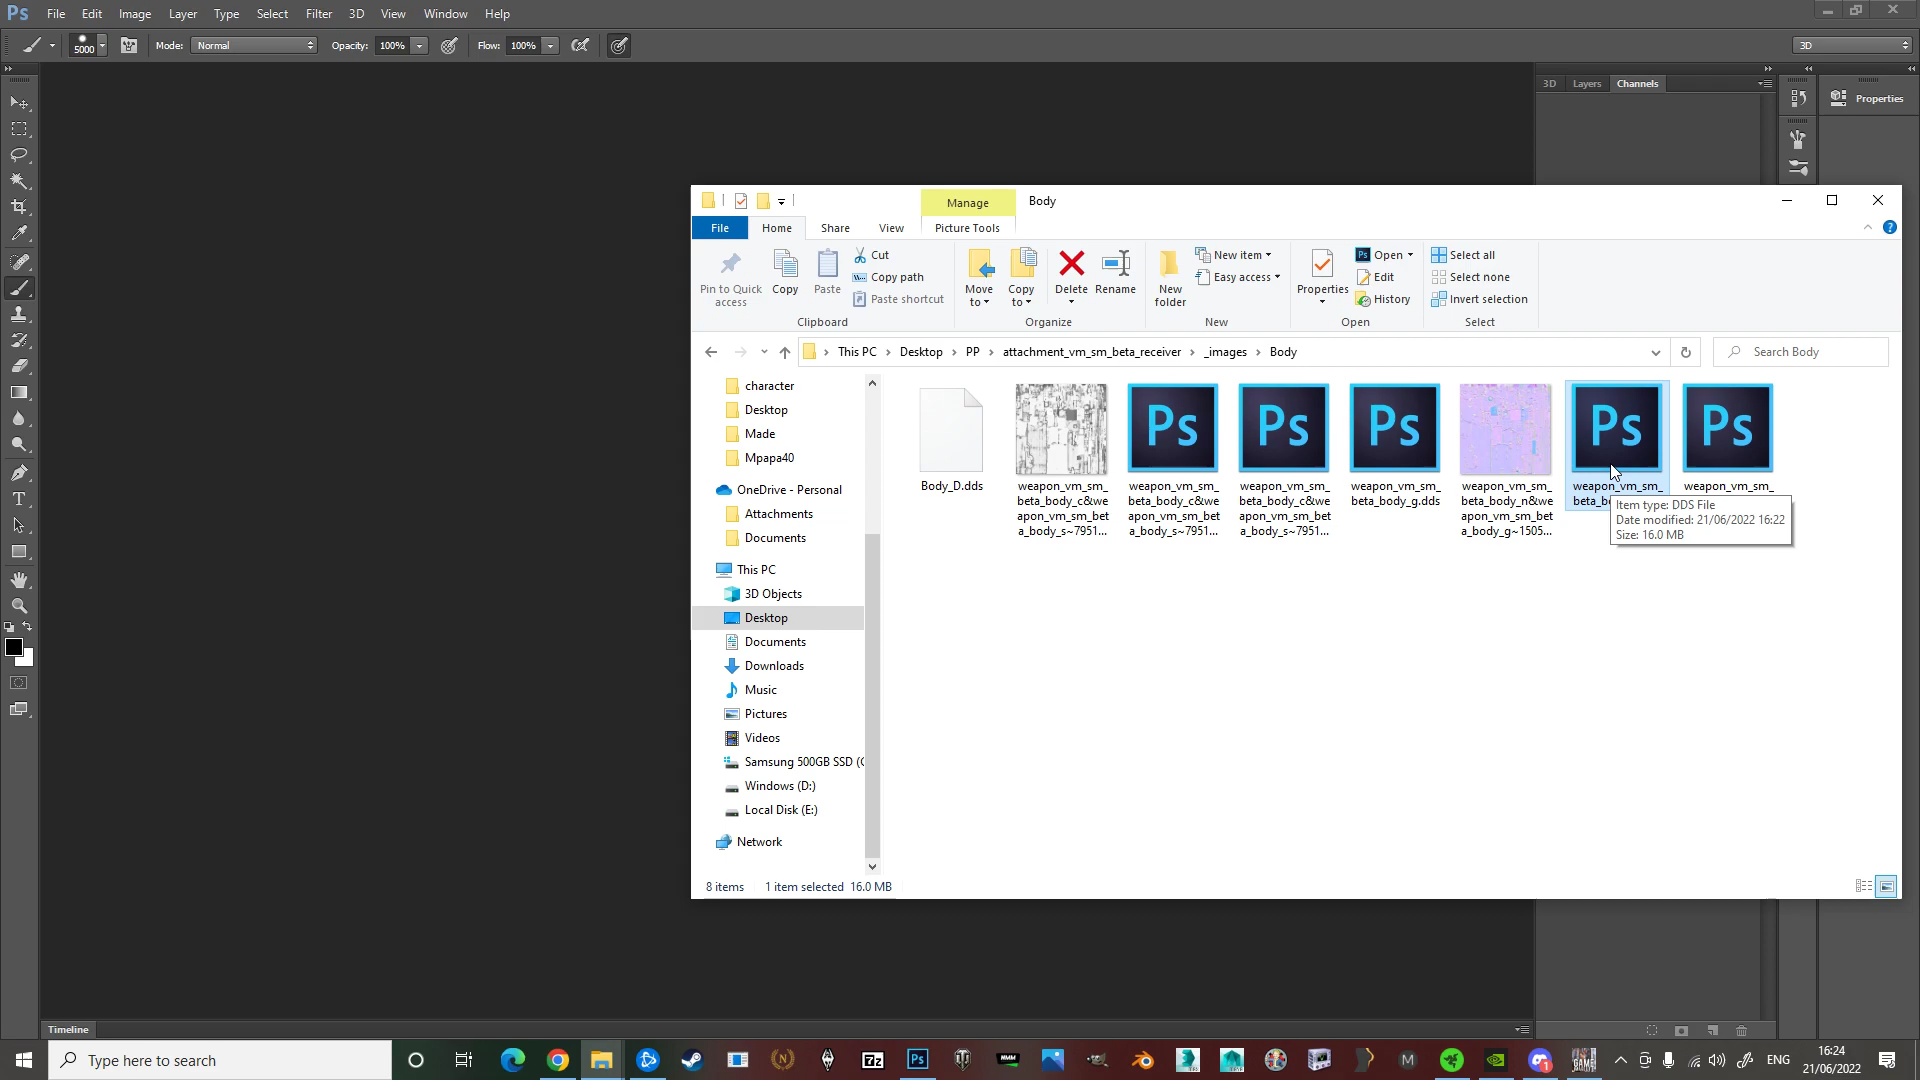 Ps File Edit Image Layer Type Select Filter 3D View Window Help
5000 Mode: Normal Opacity: 100% Flow: 100% 3D
3D Layers Channels
Properties
Manage Body
File Home Share View Picture Tools
Pin to Quick access
Copy
Paste
Cut
Copy path
Paste shortcut
Clipboard
Move to
Copy to
Delete
Rename
Organize
New folder
New item
Easy access
New
Properties
Open
Edit
History
Open
Select all
Select none
Invert selection
Select
This PC › Desktop › PP › attachment_vm_sm_beta_receiver › _images › Body
Search Body
character
Desktop
Made
Mpapa40
OneDrive - Personal
Attachments
Documents
This PC
3D Objects
Desktop
Documents
Downloads
Music
Pictures
Videos
Samsung 500GB SSD (C
Windows (D:)
Local Disk (E:)
Network
Body_D.dds
weapon_vm_sm_
beta_body_c&we
apon_vm_sm_bet
a_body_s~7951...
Ps
weapon_vm_sm_
beta_body_c&we
apon_vm_sm_bet
a_body_s~7951...
Ps
weapon_vm_sm_
beta_body_c&we
apon_vm_sm_bet
a_body_s~7951...
Ps
weapon_vm_sm_
beta_body_g.dds
weapon_vm_sm_
beta_body_n&we
apon_vm_sm_bet
a_body_g~1505...
Ps
weapon_vm_sm_
Ps
weapon_vm_sm_
Item type: DDS File
Date modified: 21/06/2022 16:22
Size: 16.0 MB
8 items 1 item selected 16.0 MB
Timeline
Type here to search
7z
Ps
ENG
16:24
21/06/2022